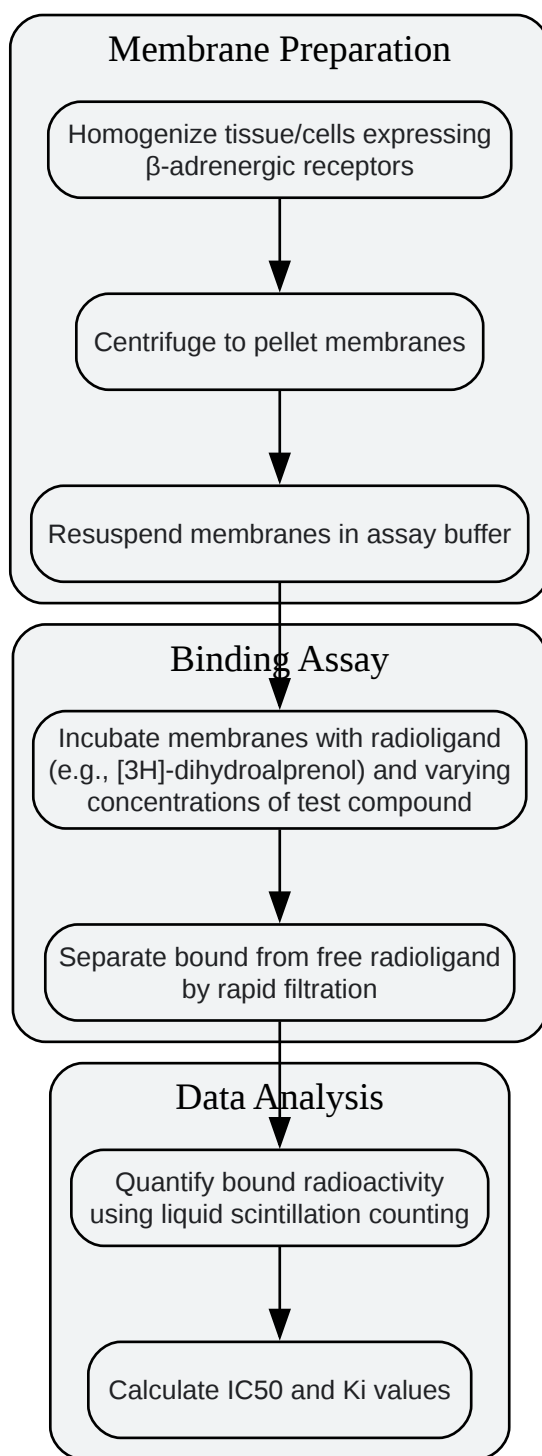 Membrane Preparation
Homogenize tissue/cells expressing
β-adrenergic receptors
Centrifuge to pellet membranes
Resuspend membranes in assay buffer
Binding Assay
Incubate membranes with radioligand
(e.g., [3H]-dihydroalprenol) and varying
concentrations of test compound
Separate bound from free radioligand
by rapid filtration
Data Analysis
Quantify bound radioactivity
using liquid scintillation counting
Calculate IC50 and Ki values